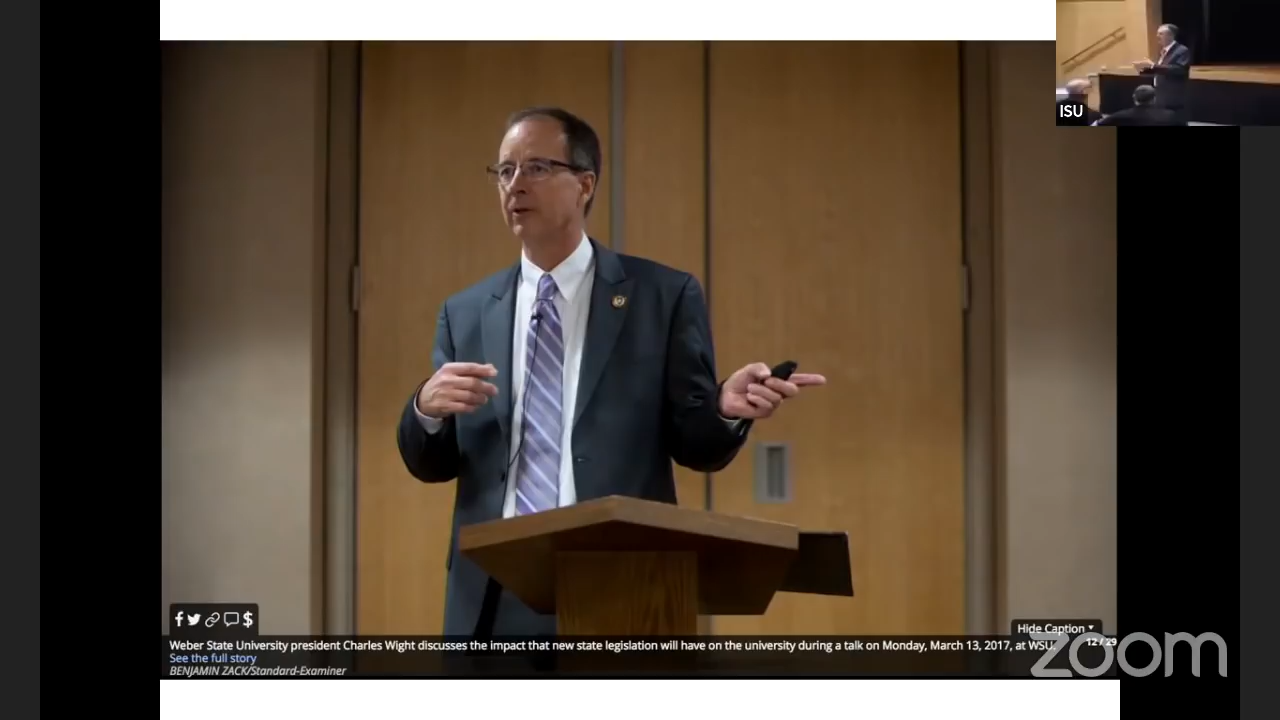 ISU
Hide Caption
12 / 29
Weber State University president Charles Wight discusses the impact that new state legislation will have on the university during a talk on Monday, March 13, 2017, at WSU.
See the full story
BENJAMIN ZACK/Standard-Examiner
zoom